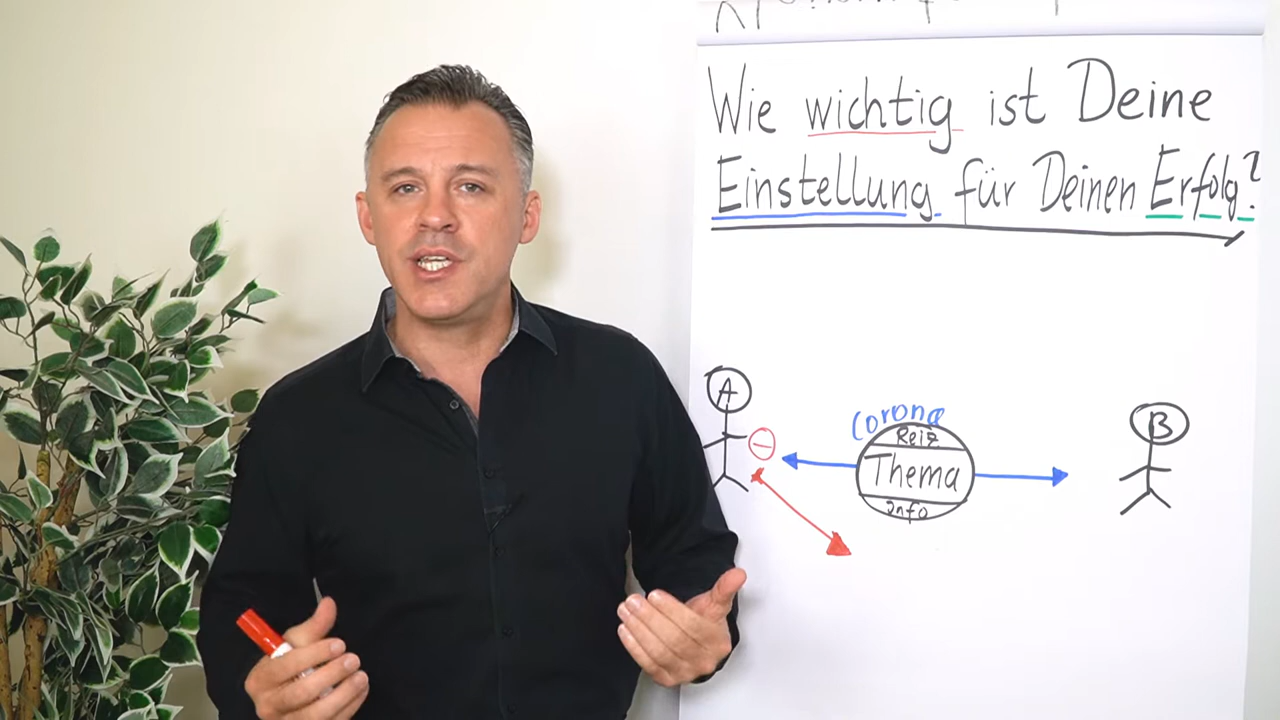 Wie wichtig ist Deine
Einstellung für Deinen Erfolg?
A
Corona
Reiz
Thema
Info
B